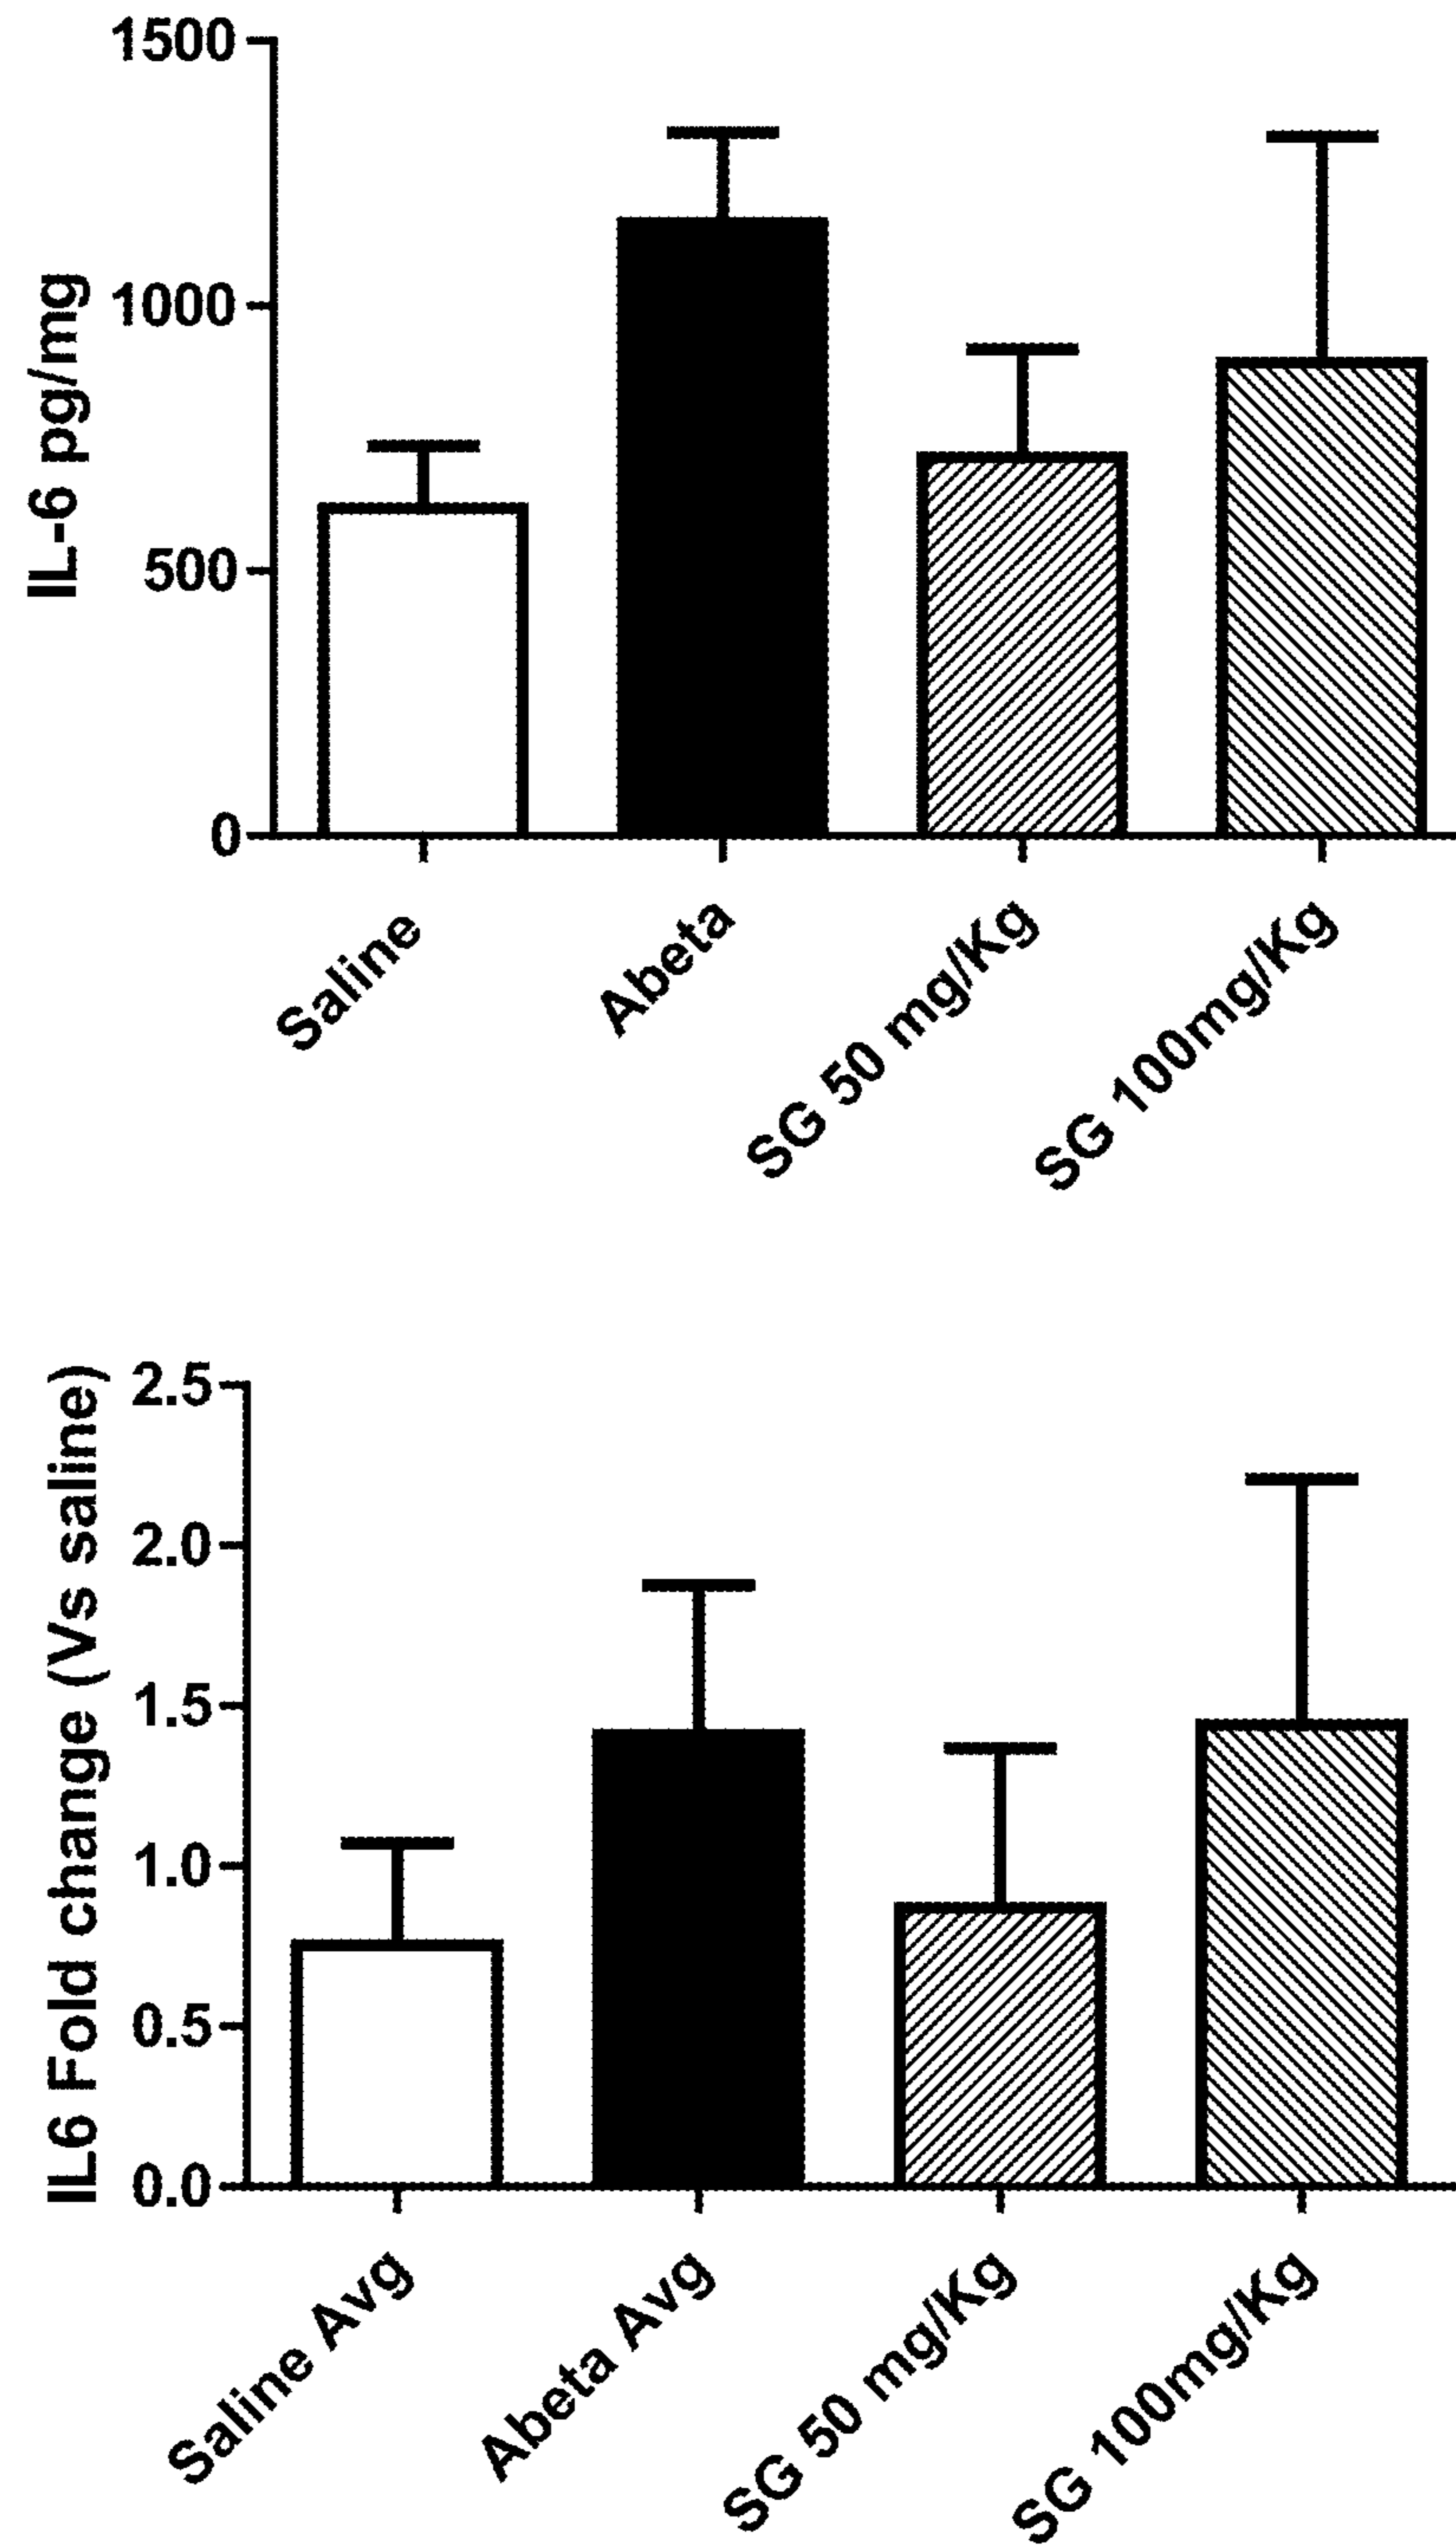 1500
1000
500
0
IL-6 pg/mg
Saline
Abeta
SG 50 mg/Kg
SG 100mg/Kg
2.5
2.0
1.5
1.0
0.5
0.0
IL6 Fold change (Vs saline)
Saline Avg
Abeta Avg
SG 50 mg/Kg
SG 100mg/Kg